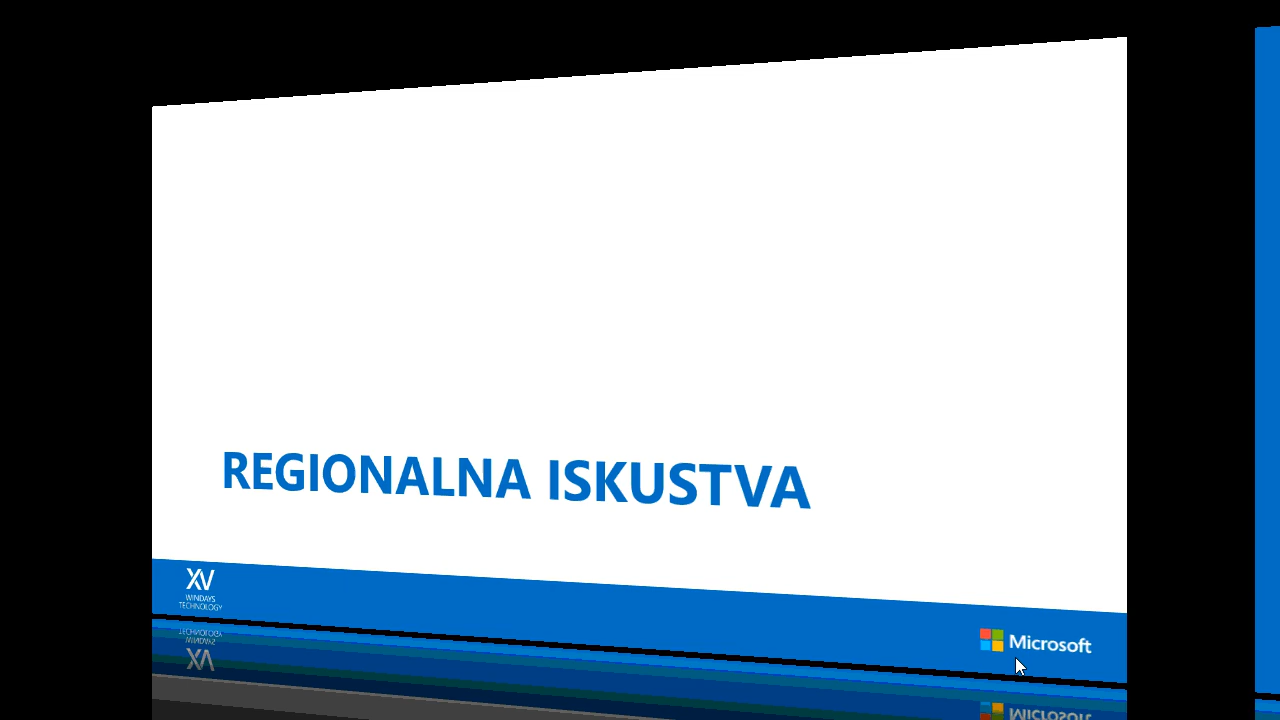 REGIONALNA ISKUSTVA
XV
WINDAYS
TECHNOLOGY
Microsoft